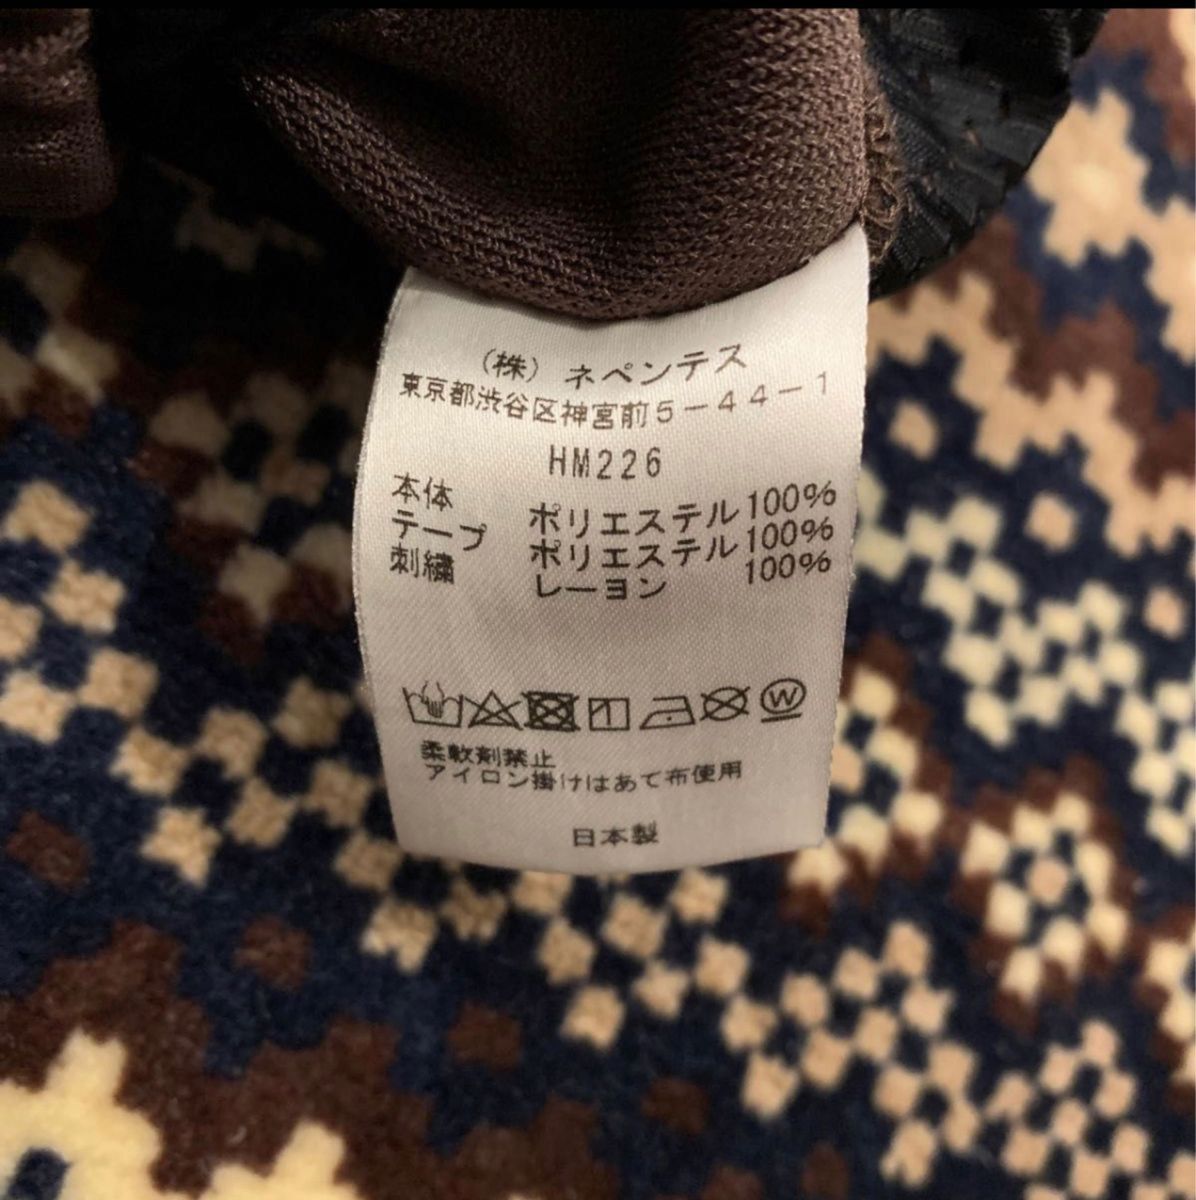 (株) ネペンテス
東京都渋谷区神宮前5-44-1
HM226
本体 ポリエステル100%
テープ ポリエステル100%
刺繍 レーヨン 100%
W
柔軟剤禁止
アイロン掛けはあて布使用
日本製